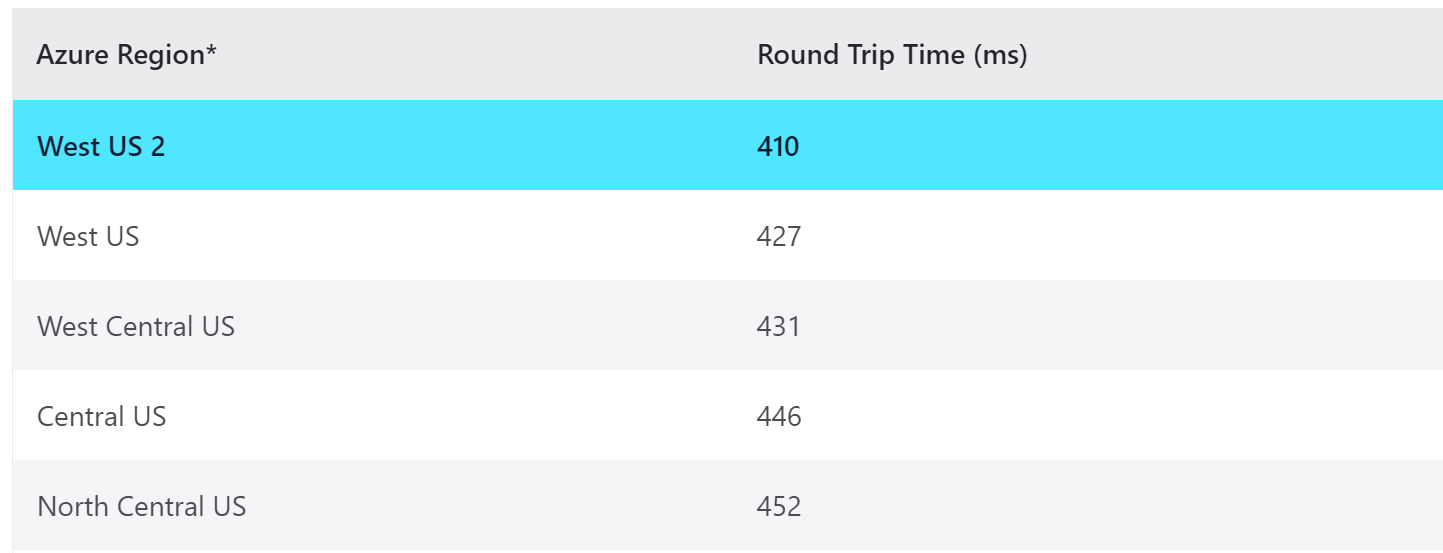 Azure Region* Round Trip Time (ms)
West US 2 410
West US 427
West Central US 431
Central US 446
North Central US 452